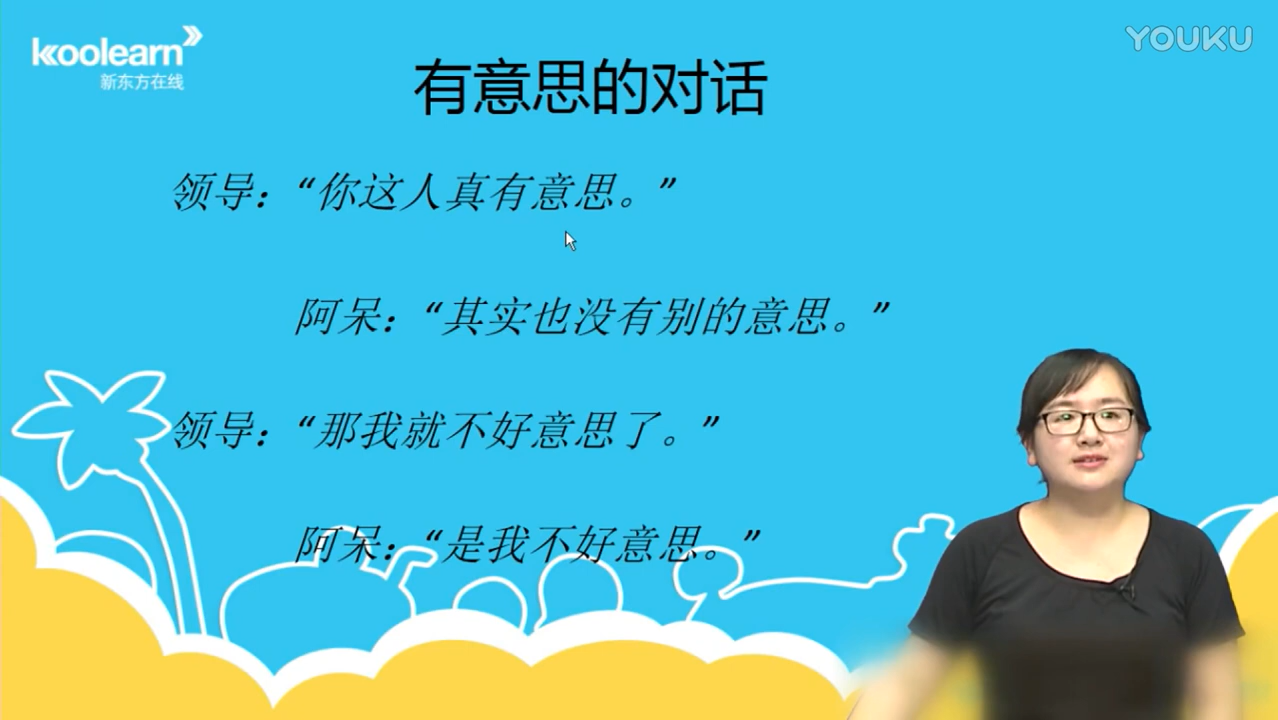 koolearn
新东方在线
YOUKU
有意思的对话
领导：“你这人真有意思。”
阿呆：“其实也没有别的意思。”
领导：“那我就不好意思了。”
阿呆：“是我不好意思。”